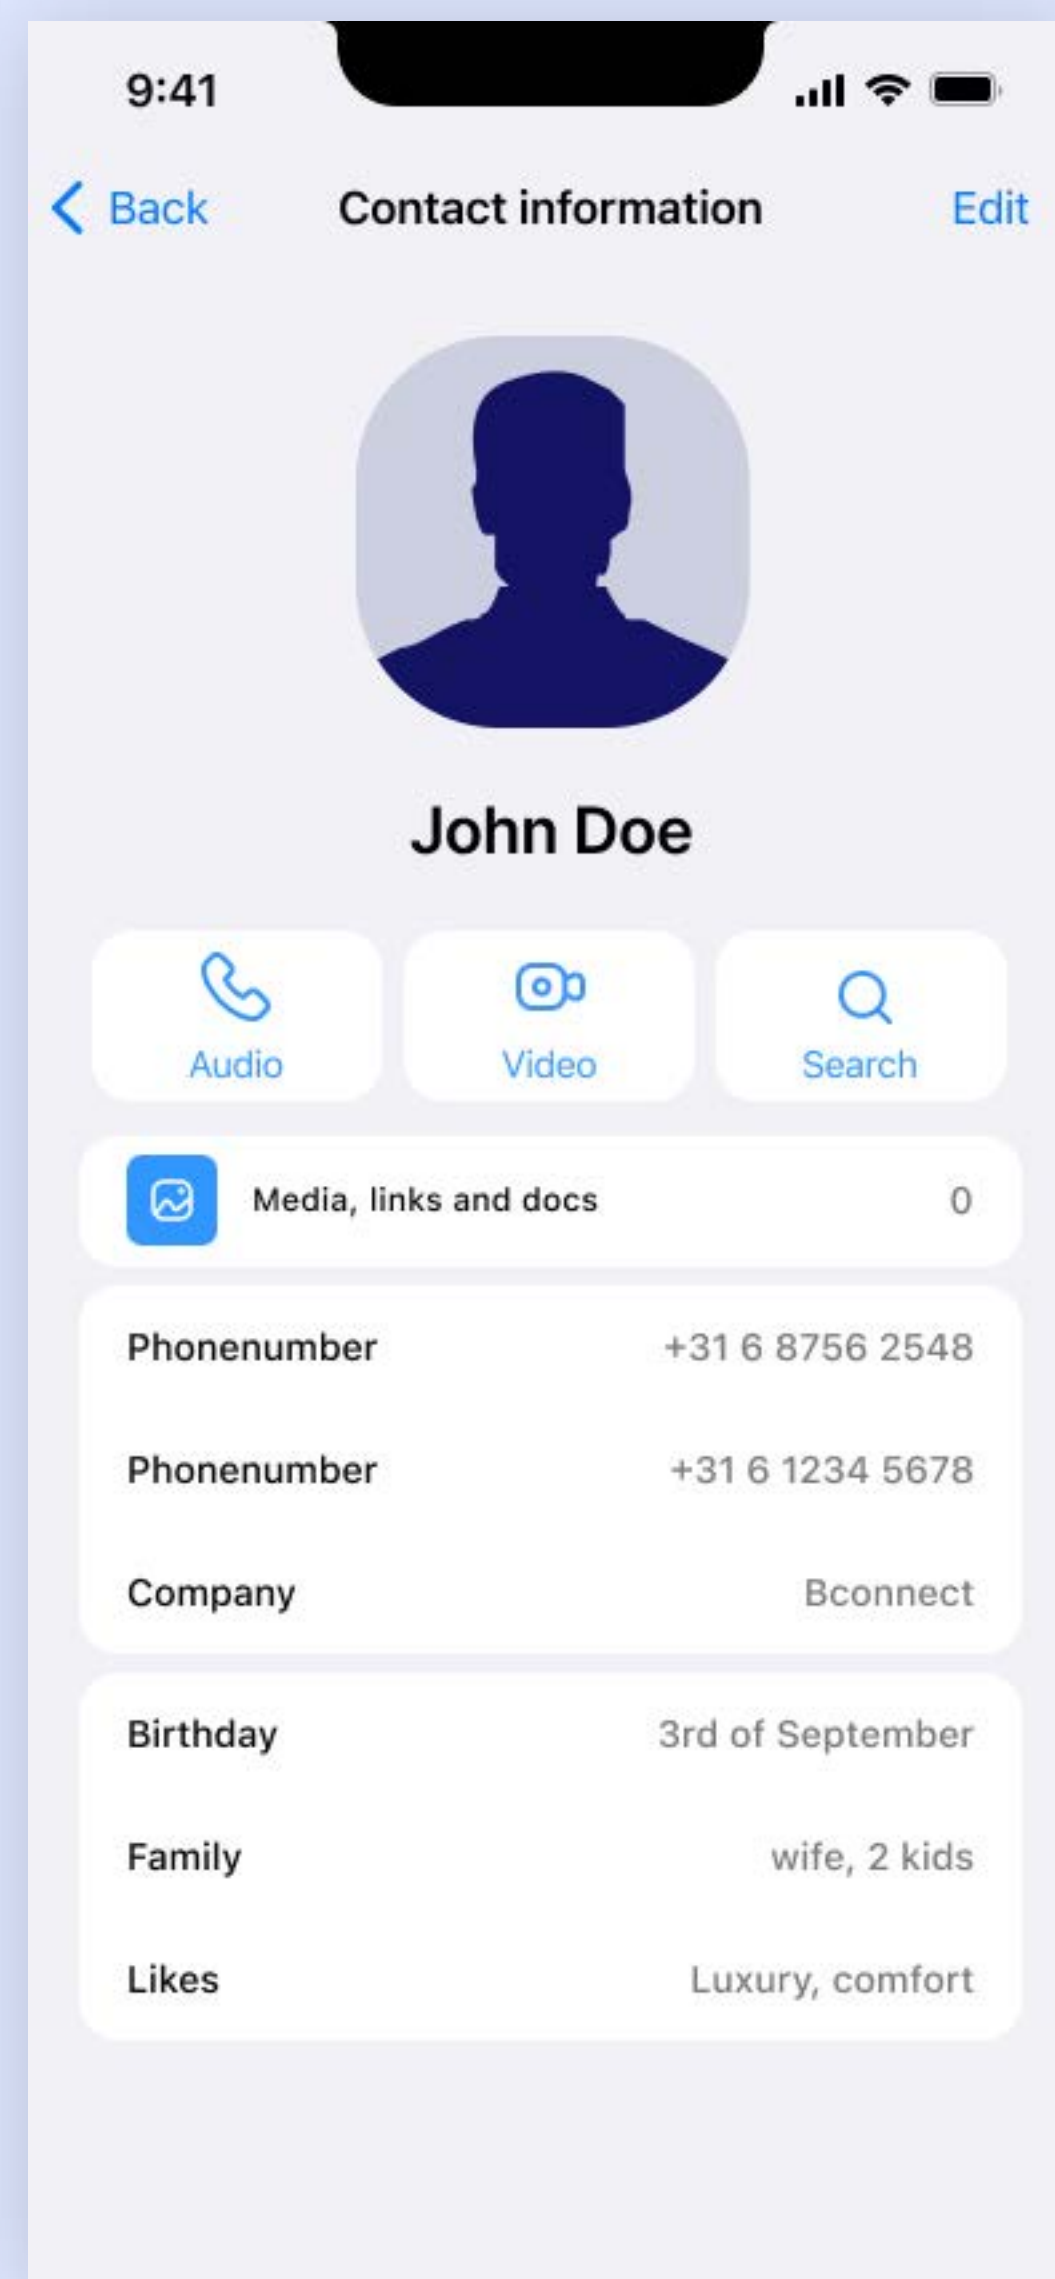 9:41
Back Contact information Edit
John Doe
Audio Video Search
Media, links and docs 0
Phonenumber +31 6 8756 2548
Phonenumber +31 6 1234 5678
Company Bconnect
Birthday 3rd of September
Family wife, 2 kids
Likes Luxury, comfort